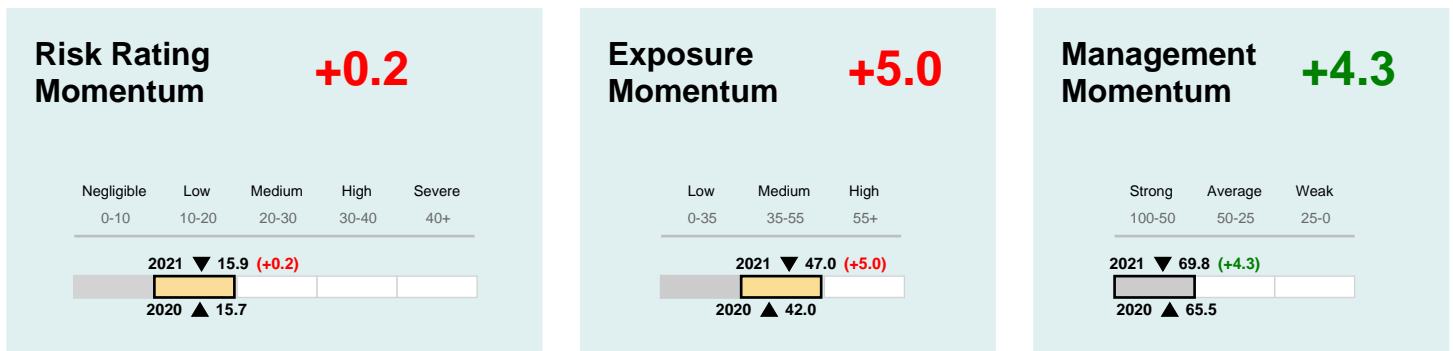 Risk Rating
Momentum
+0.2
Negligible Low Medium High Severe
0-10 10-20 20-30 30-40 40+
2021 ▼ 15.9 (+0.2)
2020 ▲ 15.7
Exposure
Momentum
+5.0
Low Medium High
0-35 35-55 55+
2021 ▼ 47.0 (+5.0)
2020 ▲ 42.0
Management
Momentum
+4.3
Strong Average Weak
100-50 50-25 25-0
2021 ▼ 69.8 (+4.3)
2020 ▲ 65.5